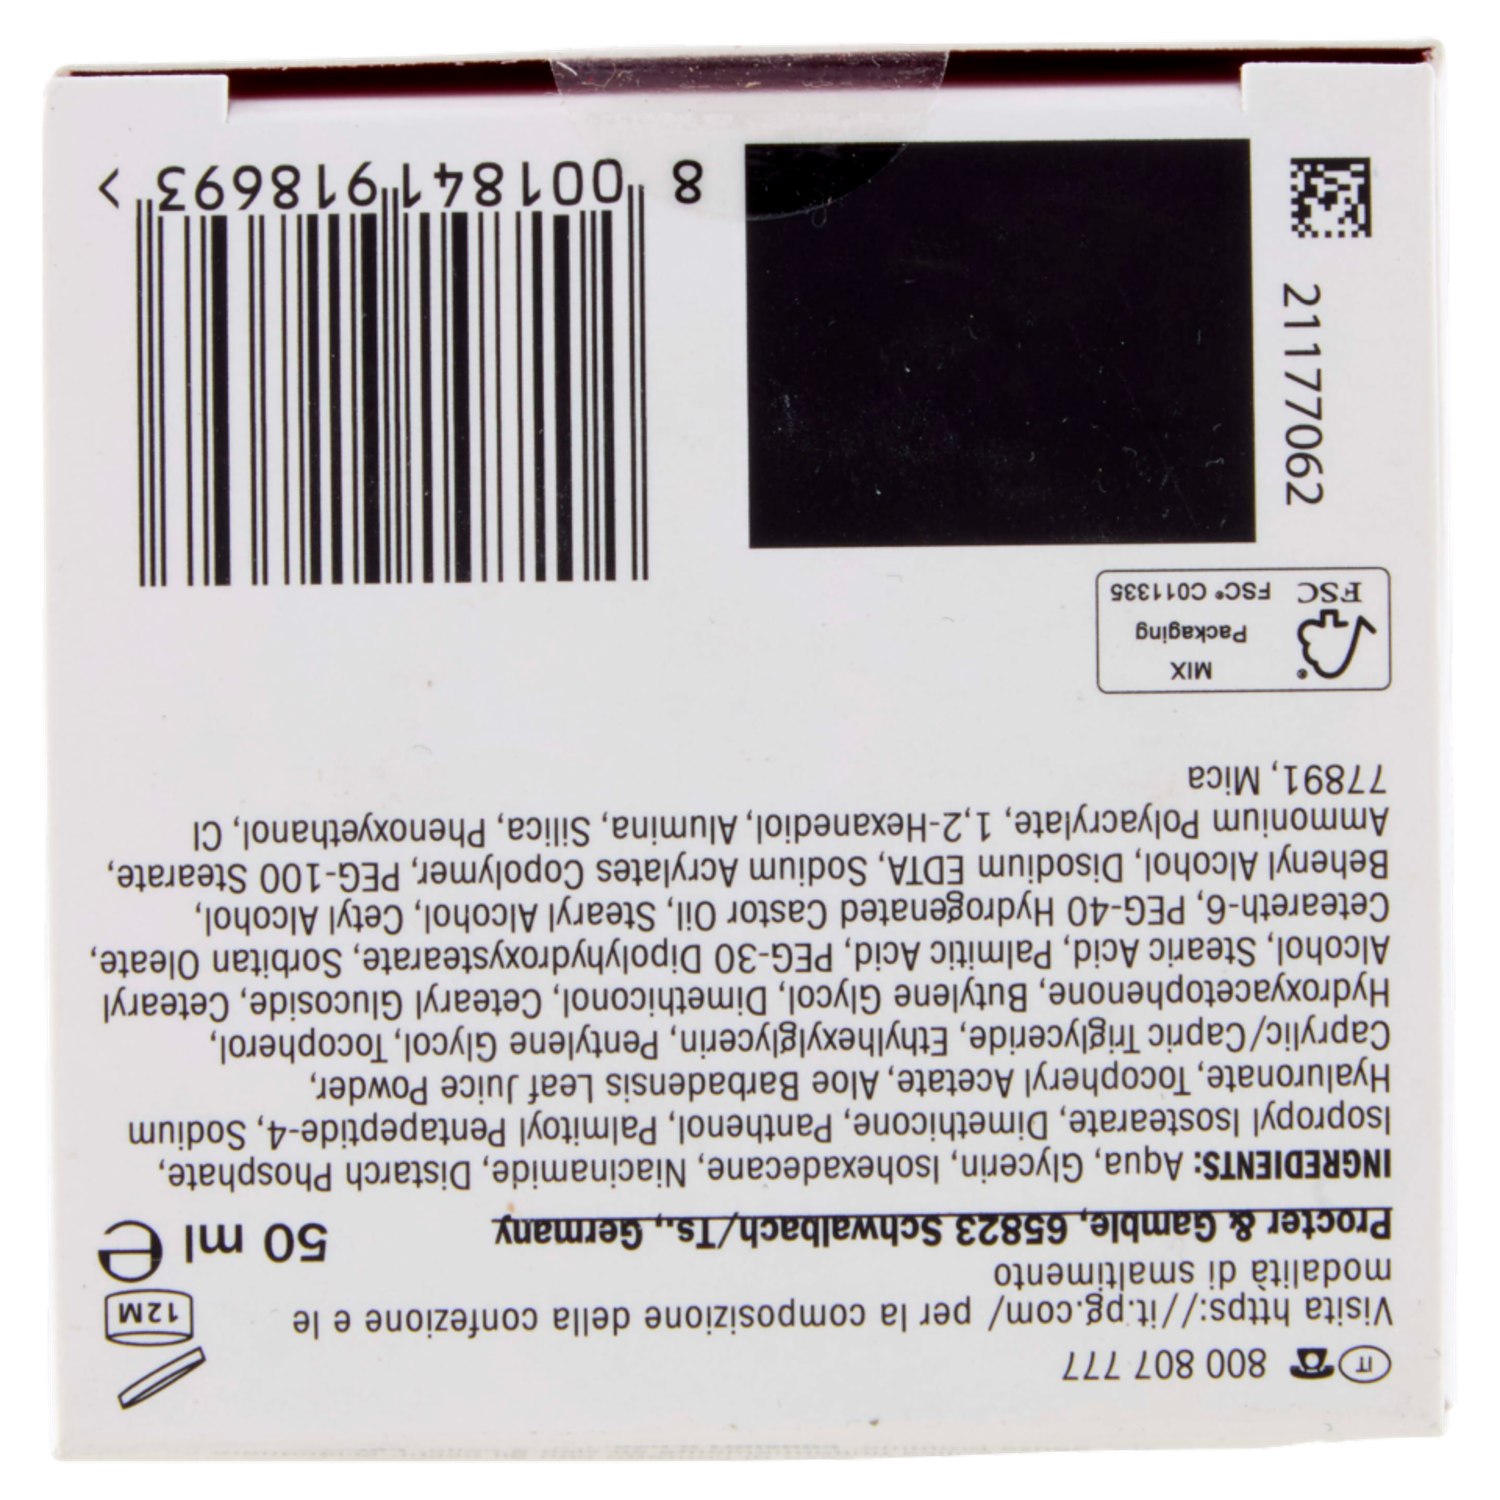 IT 800 807 777
Visita https://it.pg.com/ per la composizione della confezione e le
modalità di smaltimento
12M
Procter & Gamble, 65823 Schwalbach/Ts., Germany
50 ml ℮
INGREDIENTS: Aqua, Glycerin, Isohexadecane, Niacinamide, Distarch Phosphate,
Isopropyl Isostearate, Dimethicone, Panthenol, Palmitoyl Pentapeptide-4, Sodium
Hyaluronate, Tocopheryl Acetate, Aloe Barbadensis Leaf Juice Powder,
Caprylic/Capric Triglyceride, Ethylhexylglycerin, Pentylene Glycol, Tocopherol,
Hydroxyacetophenone, Butylene Glycol, Dimethiconol, Cetearyl Glucoside, Cetearyl
Alcohol, Stearic Acid, Palmitic Acid, PEG-30 Dipolyhydroxystearate, Sorbitan Oleate,
Ceteareth-6, PEG-40 Hydrogenated Castor Oil, Stearyl Alcohol, Cetyl Alcohol,
Behenyl Alcohol, Disodium EDTA, Sodium Acrylates Copolymer, PEG-100 Stearate,
Ammonium Polyacrylate, 1,2-Hexanediol, Alumina, Silica, Phenoxyethanol, CI
77891, Mica
MIX
Packaging
FSC
FSC® C011335
21177062
8 001841 918693 >